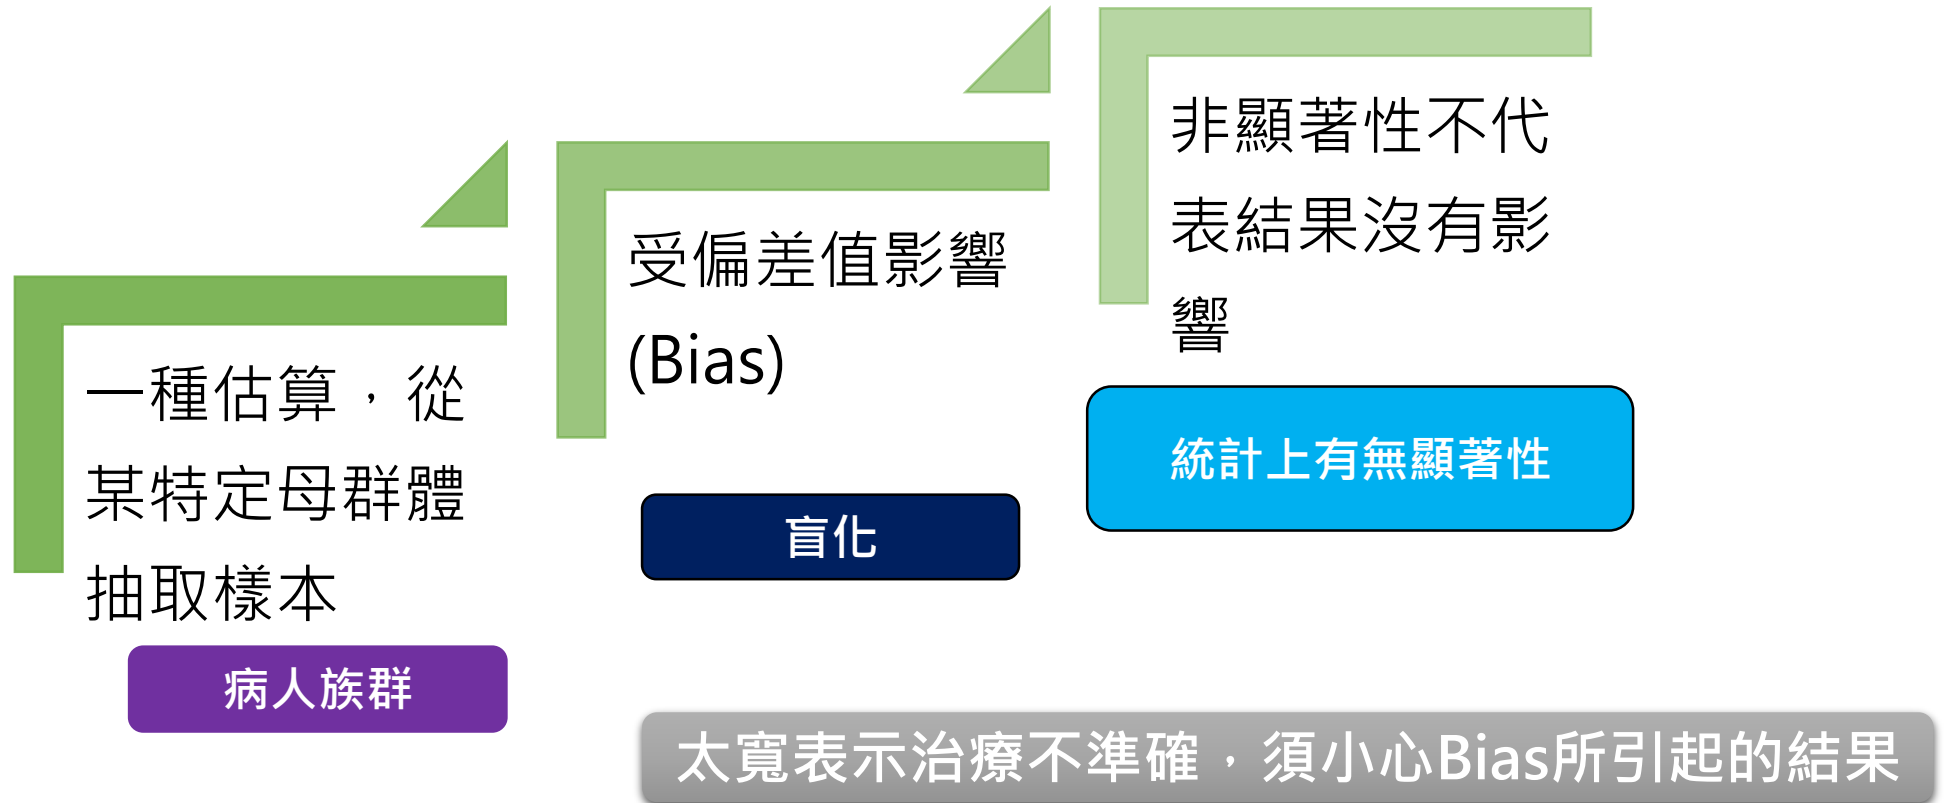 一種估算，從
某特定母群體
抽取樣本
病人族群
受偏差值影響
(Bias)
盲化
非顯著性不代
表結果沒有影
響
統計上有無顯著性
太寬表示治療不準確，須小心Bias所引起的結果